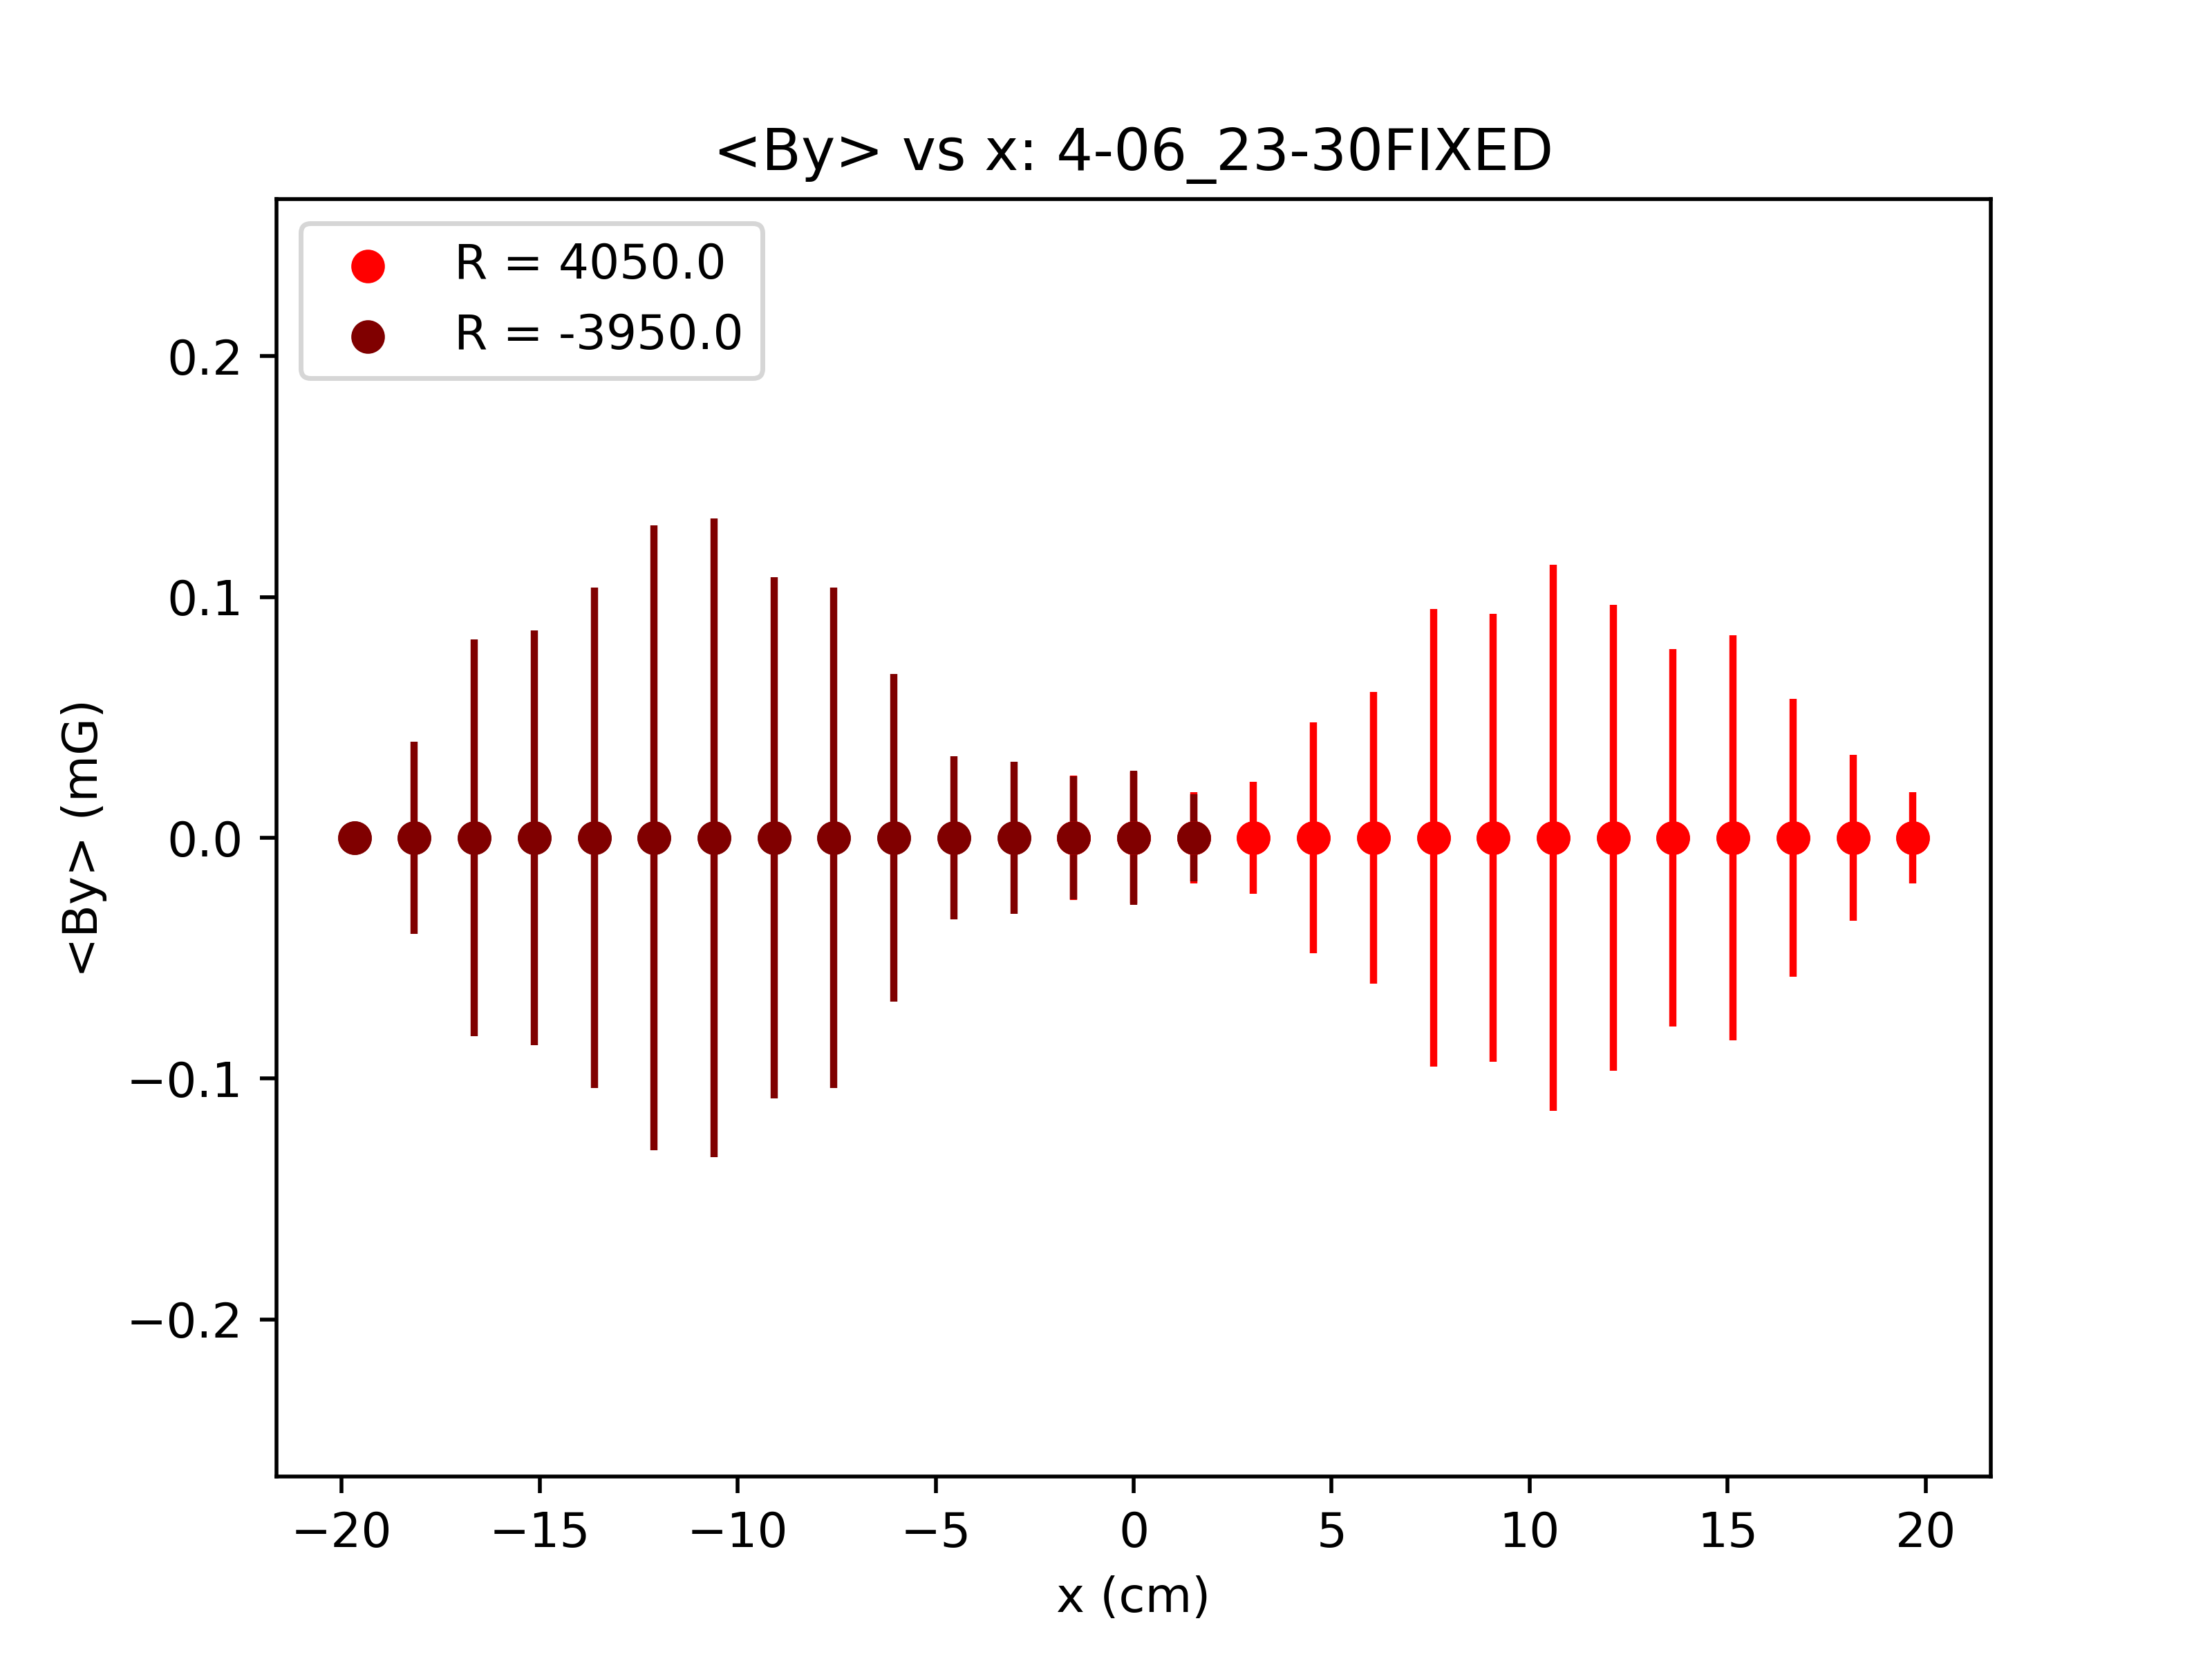 <By> vs x: 4-06_23-30FIXED
R = 4050.0
R = -3950.0
0.2
0.1
0.0
−0.1
−0.2
<By> (mG)
−20 −15 −10 −5 0 5 10 15 20
x (cm)